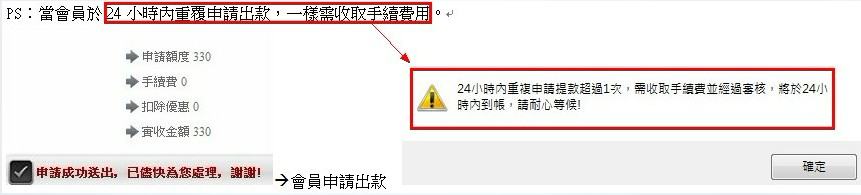 PS：當會員於 24 小時內重覆申請出款，一樣需收取手續費用。
申請額度 330
手續費 0
扣除優惠 0
實收金額 330
申請成功送出，已儘快為您處理，謝謝!
→會員申請出款
24小時內重複申請提款超過1次，需收取手續費並經過審核，將於24小
時內到帳，請耐心等候!
確定